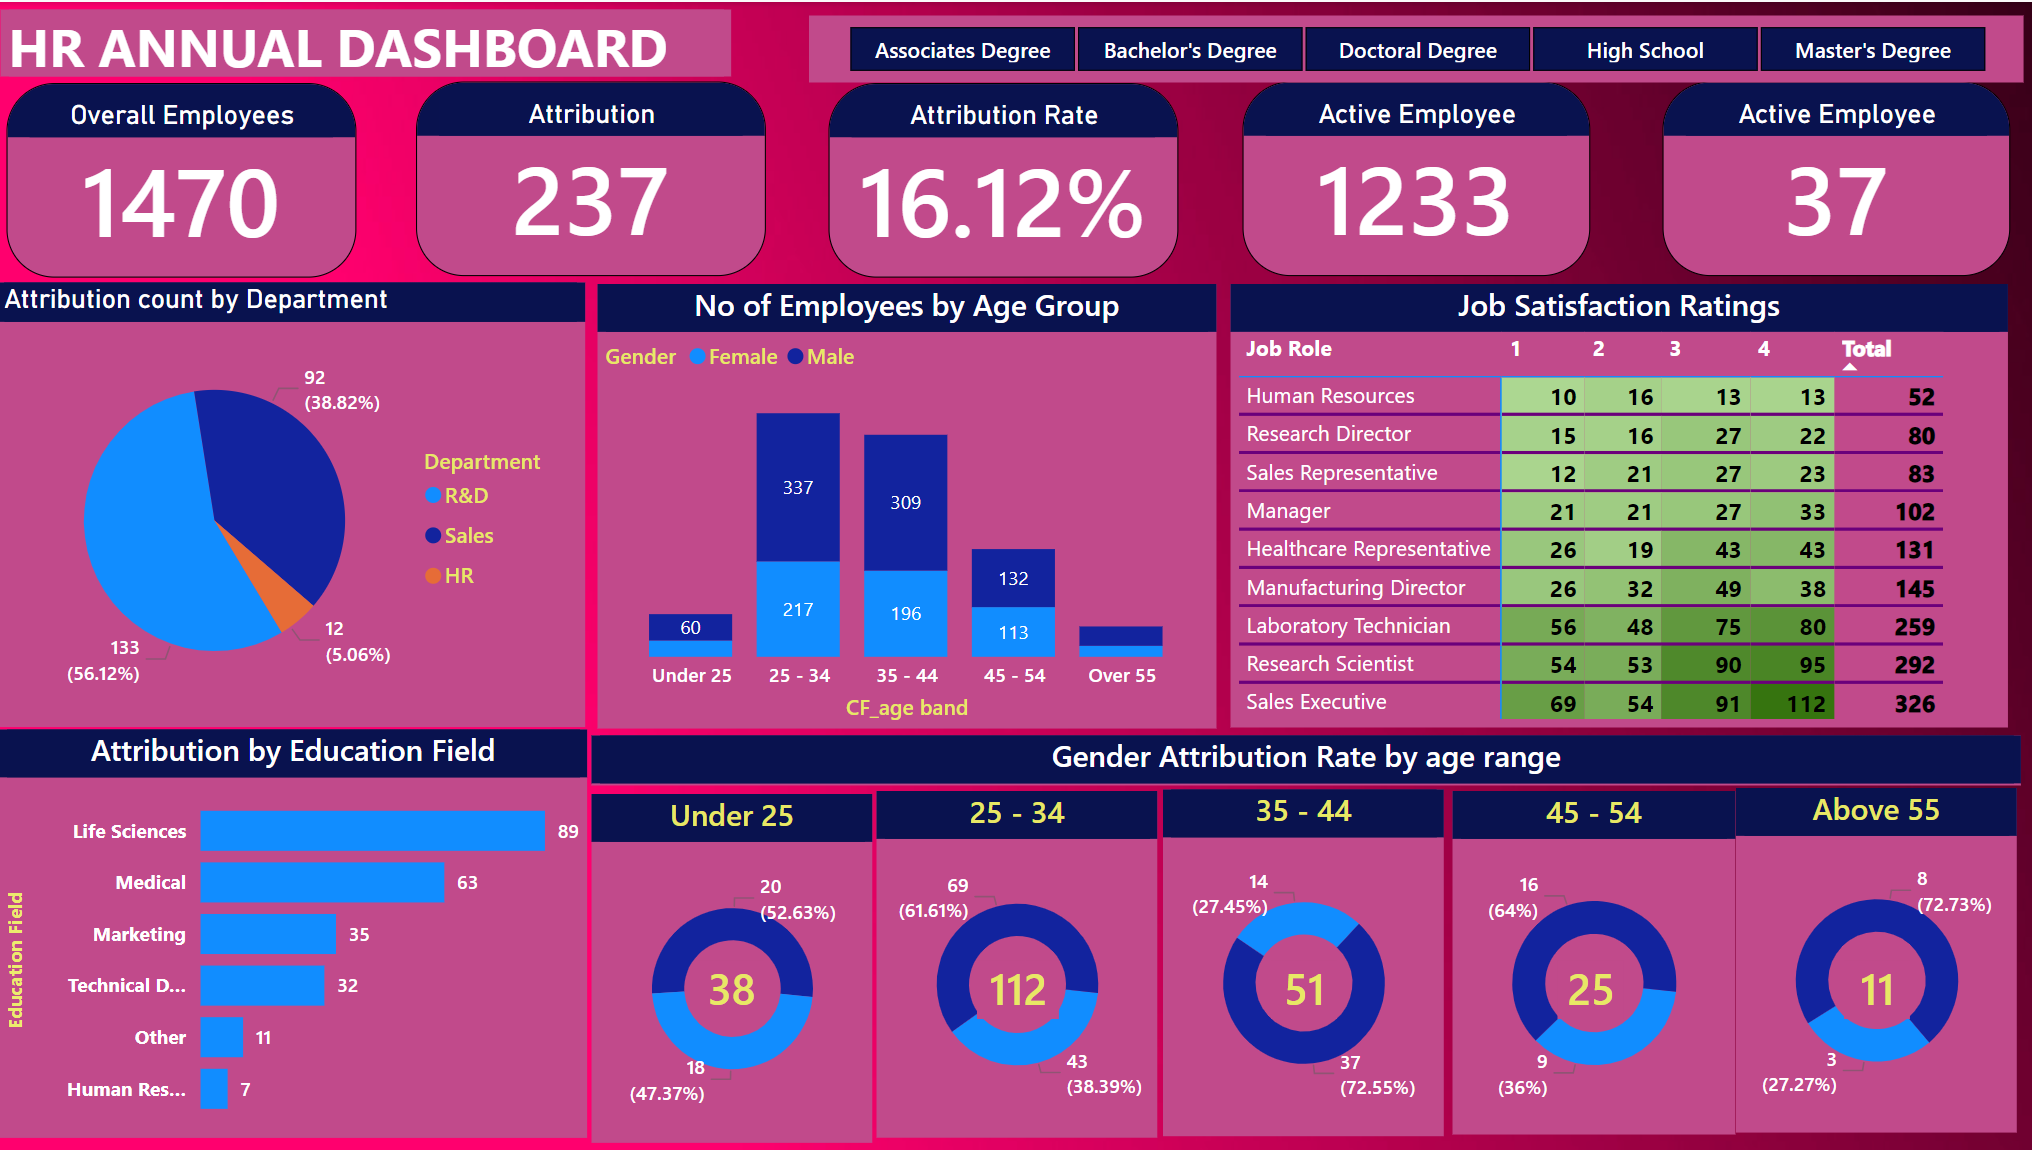 HR ANNUAL DASHBOARD
Associates Degree
Bachelor's Degree
Doctoral Degree
High School
Master's Degree
Overall Employees
1470
Attribution
237
Attribution Rate
16.12%
Active Employee
1233
Active Employee
37
Attribution count by Department
92
(38.82%)
12
(5.06%)
133
(56.12%)
Department
R&D
Sales
HR
No of Employees by Age Group
Gender Female Male
337
309
132
60
217
196
113
Under 25 25 - 34 35 - 44 45 - 54 Over 55
CF_age band
Job Satisfaction Ratings
Job Role 1 2 3 4 Total
Human Resources 10 16 13 13 52
Research Director 15 16 27 22 80
Sales Representative 12 21 27 23 83
Manager 21 21 27 33 102
Healthcare Representative 26 19 43 43 131
Manufacturing Director 26 32 49 38 145
Laboratory Technician 56 48 75 80 259
Research Scientist 54 53 90 95 292
Sales Executive 69 54 91 112 326
Attribution by Education Field
Education Field
Life Sciences 89
Medical 63
Marketing 35
Technical D... 32
Other 11
Human Res... 7
Gender Attribution Rate by age range
Under 25
20
(52.63%)
38
18
(47.37%)
25 - 34
69
(61.61%)
112
43
(38.39%)
35 - 44
14
(27.45%)
51
37
(72.55%)
45 - 54
16
(64%)
25
9
(36%)
Above 55
8
(72.73%)
11
3
(27.27%)